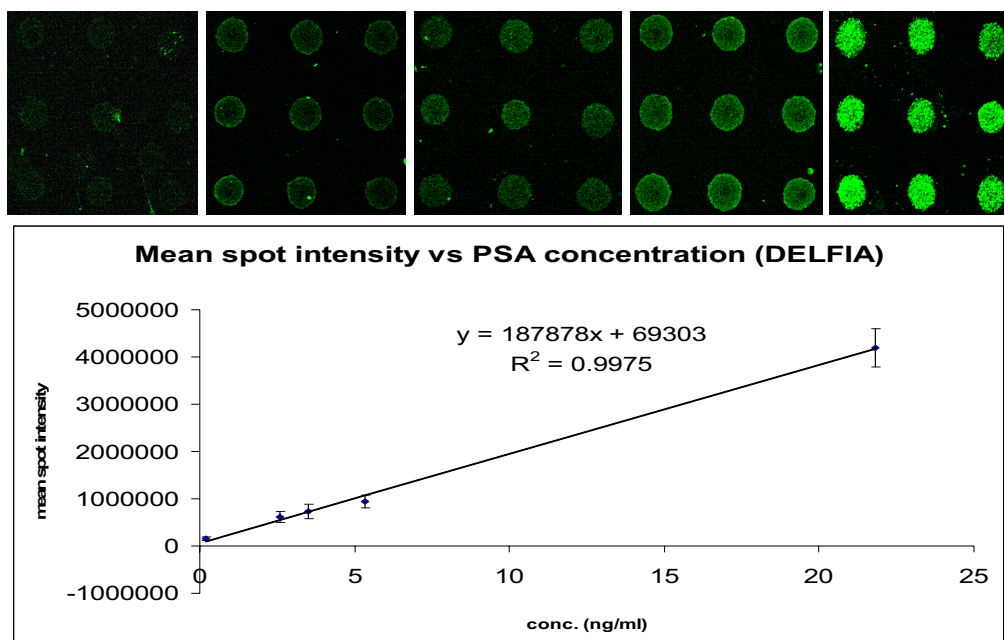 Mean spot intensity vs PSA concentration (DELFIA)
5000000
4000000
3000000
2000000
1000000
0
-1000000
mean spot intensity
y = 187878x + 69303
R² = 0.9975
0 5 10 15 20 25
conc. (ng/ml)